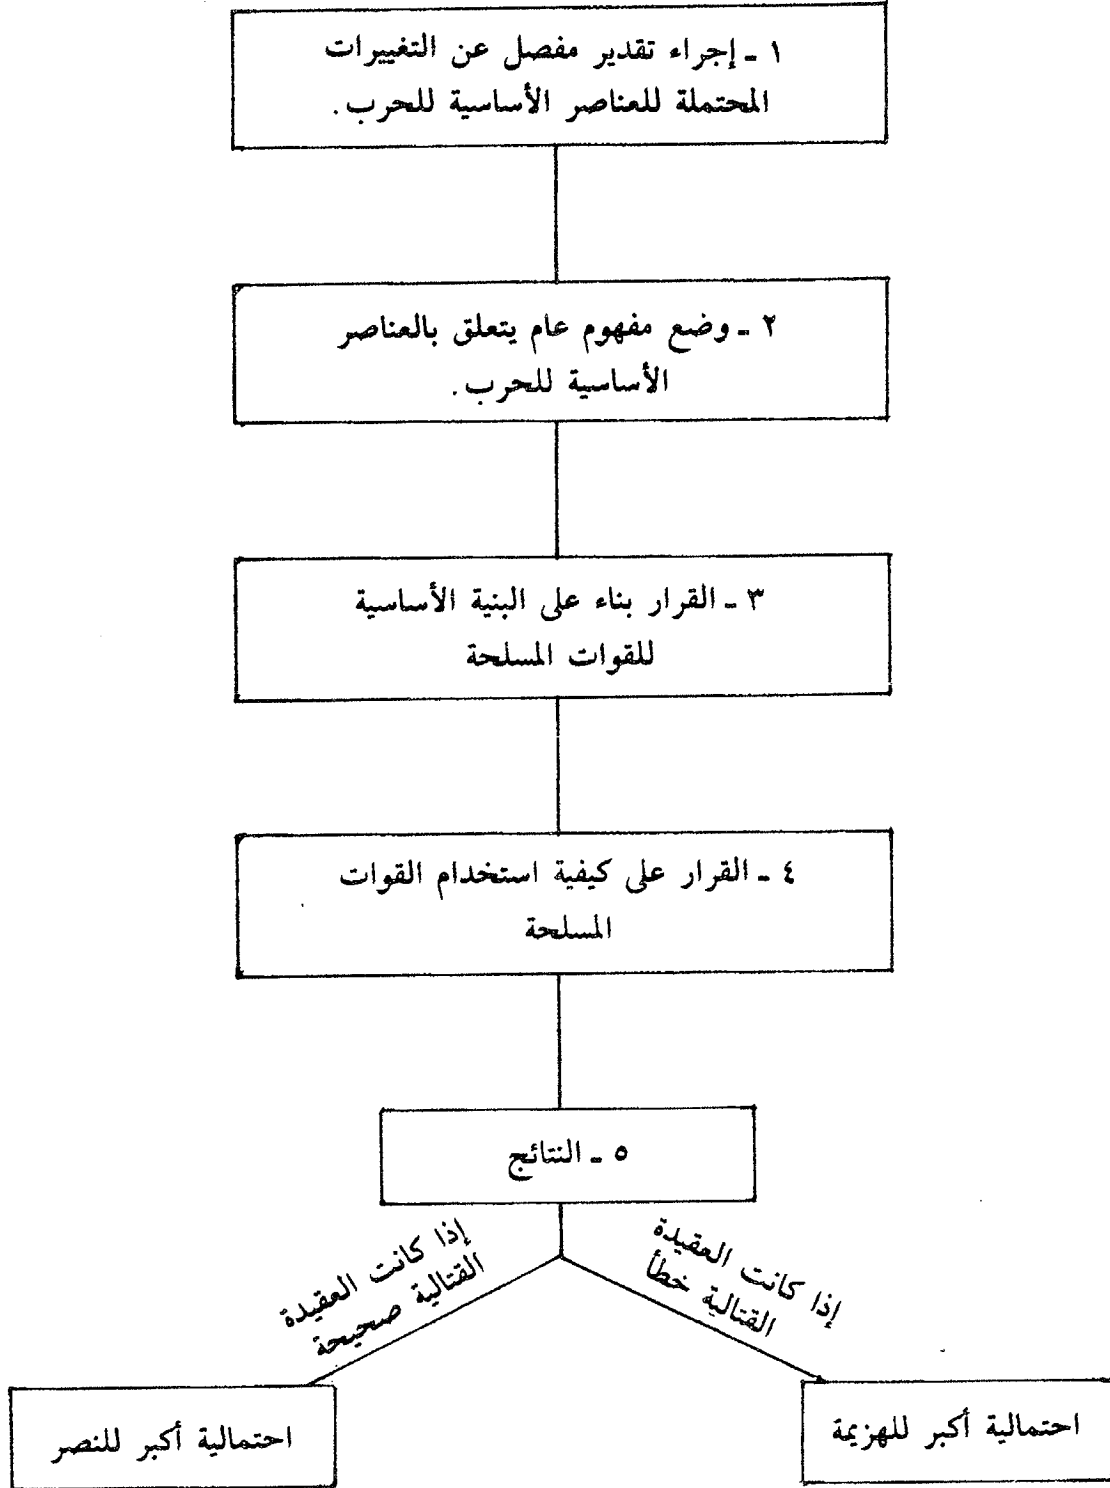 ١ - إجراء تقدير مفصل عن التغييرات
المحتملة للعناصر الأساسية للحرب.
٢ - وضع مفهوم عام يتعلق بالعناصر
الأساسية للحرب.
٣ - القرار بناء على البنية الأساسية
للقوات المسلحة
٤ - القرار على كيفية استخدام القوات
المسلحة
٥ - النتائج
إذا كانت العقيدة
القتالية خطأ
إذا كانت العقيدة
القتالية صحيحة
احتمالية أكبر للهزيمة
احتمالية أكبر للنصر